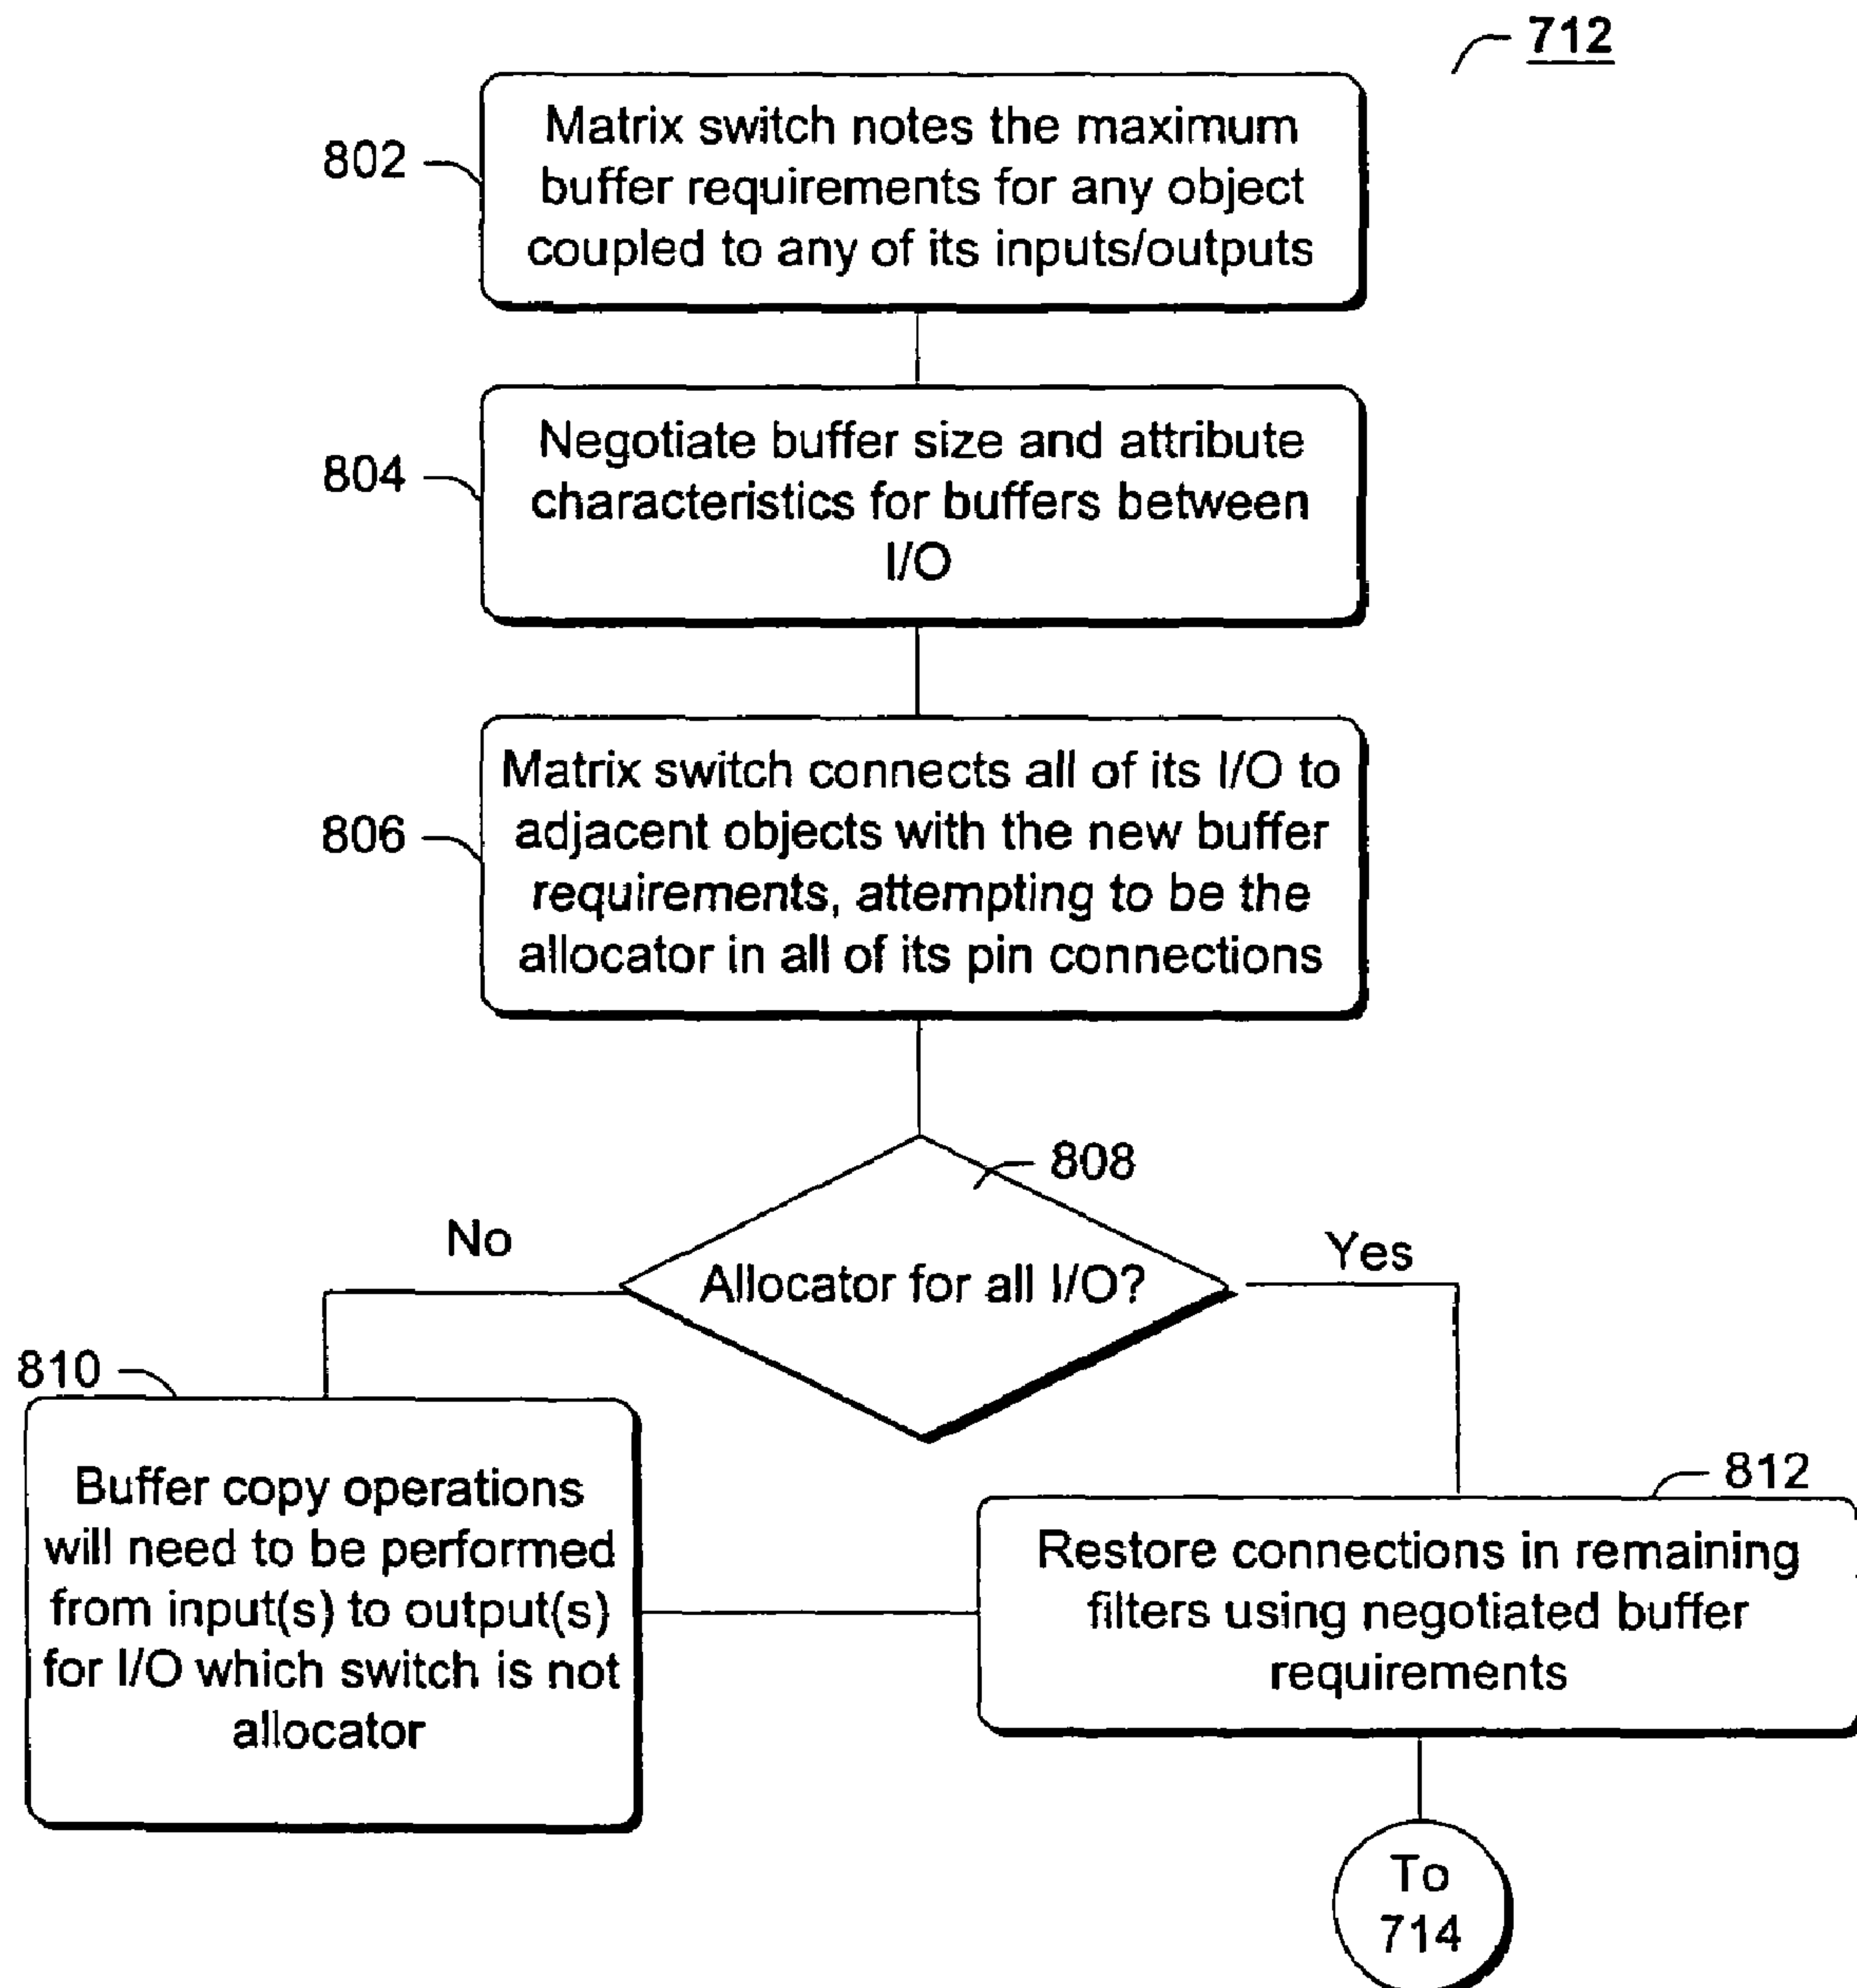 712
802
Matrix switch notes the maximum
buffer requirements for any object
coupled to any of its inputs/outputs
804
Negotiate buffer size and attribute
characteristics for buffers between
I/O
806
Matrix switch connects all of its I/O to
adjacent objects with the new buffer
requirements, attempting to be the
allocator in all of its pin connections
808
Allocator for all I/O?
No
Yes
810
Buffer copy operations
will need to be performed
from input(s) to output(s)
for I/O which switch is not
allocator
812
Restore connections in remaining
filters using negotiated buffer
requirements
To
714